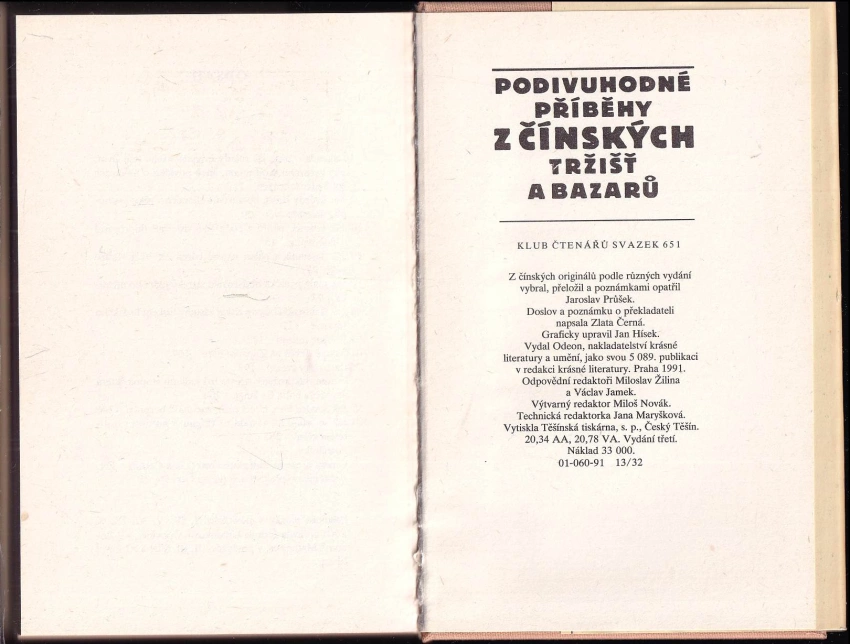 PODIVUHODNÉ
PŘÍBĚHY
Z ČÍNSKÝCH
TRŽIŠŤ
A BAZARŮ
KLUB ČTENÁŘŮ SVAZEK 651
Z čínských originálů podle různých vydání
vybral, přeložil a poznámkami opatřil
Jaroslav Průšek.
Doslov a poznámku o překladateli
napsala Zlata Černá.
Graficky upravil Jan Hísek.
Vydal Odeon, nakladatelství krásné
literatury a umění, jako svou 5 089. publikaci
v redakci krásné literatury. Praha 1991.
Odpovědní redaktoři Miloslav Žilina
a Václav Jamek.
Výtvarný redaktor Miloš Novák.
Technická redaktorka Jana Maryšková.
Vytiskla Těšínská tiskárna, s. p., Český Těšín.
20,34 AA, 20,78 VA. Vydání třetí.
Náklad 33 000.
01-060-91 13/32